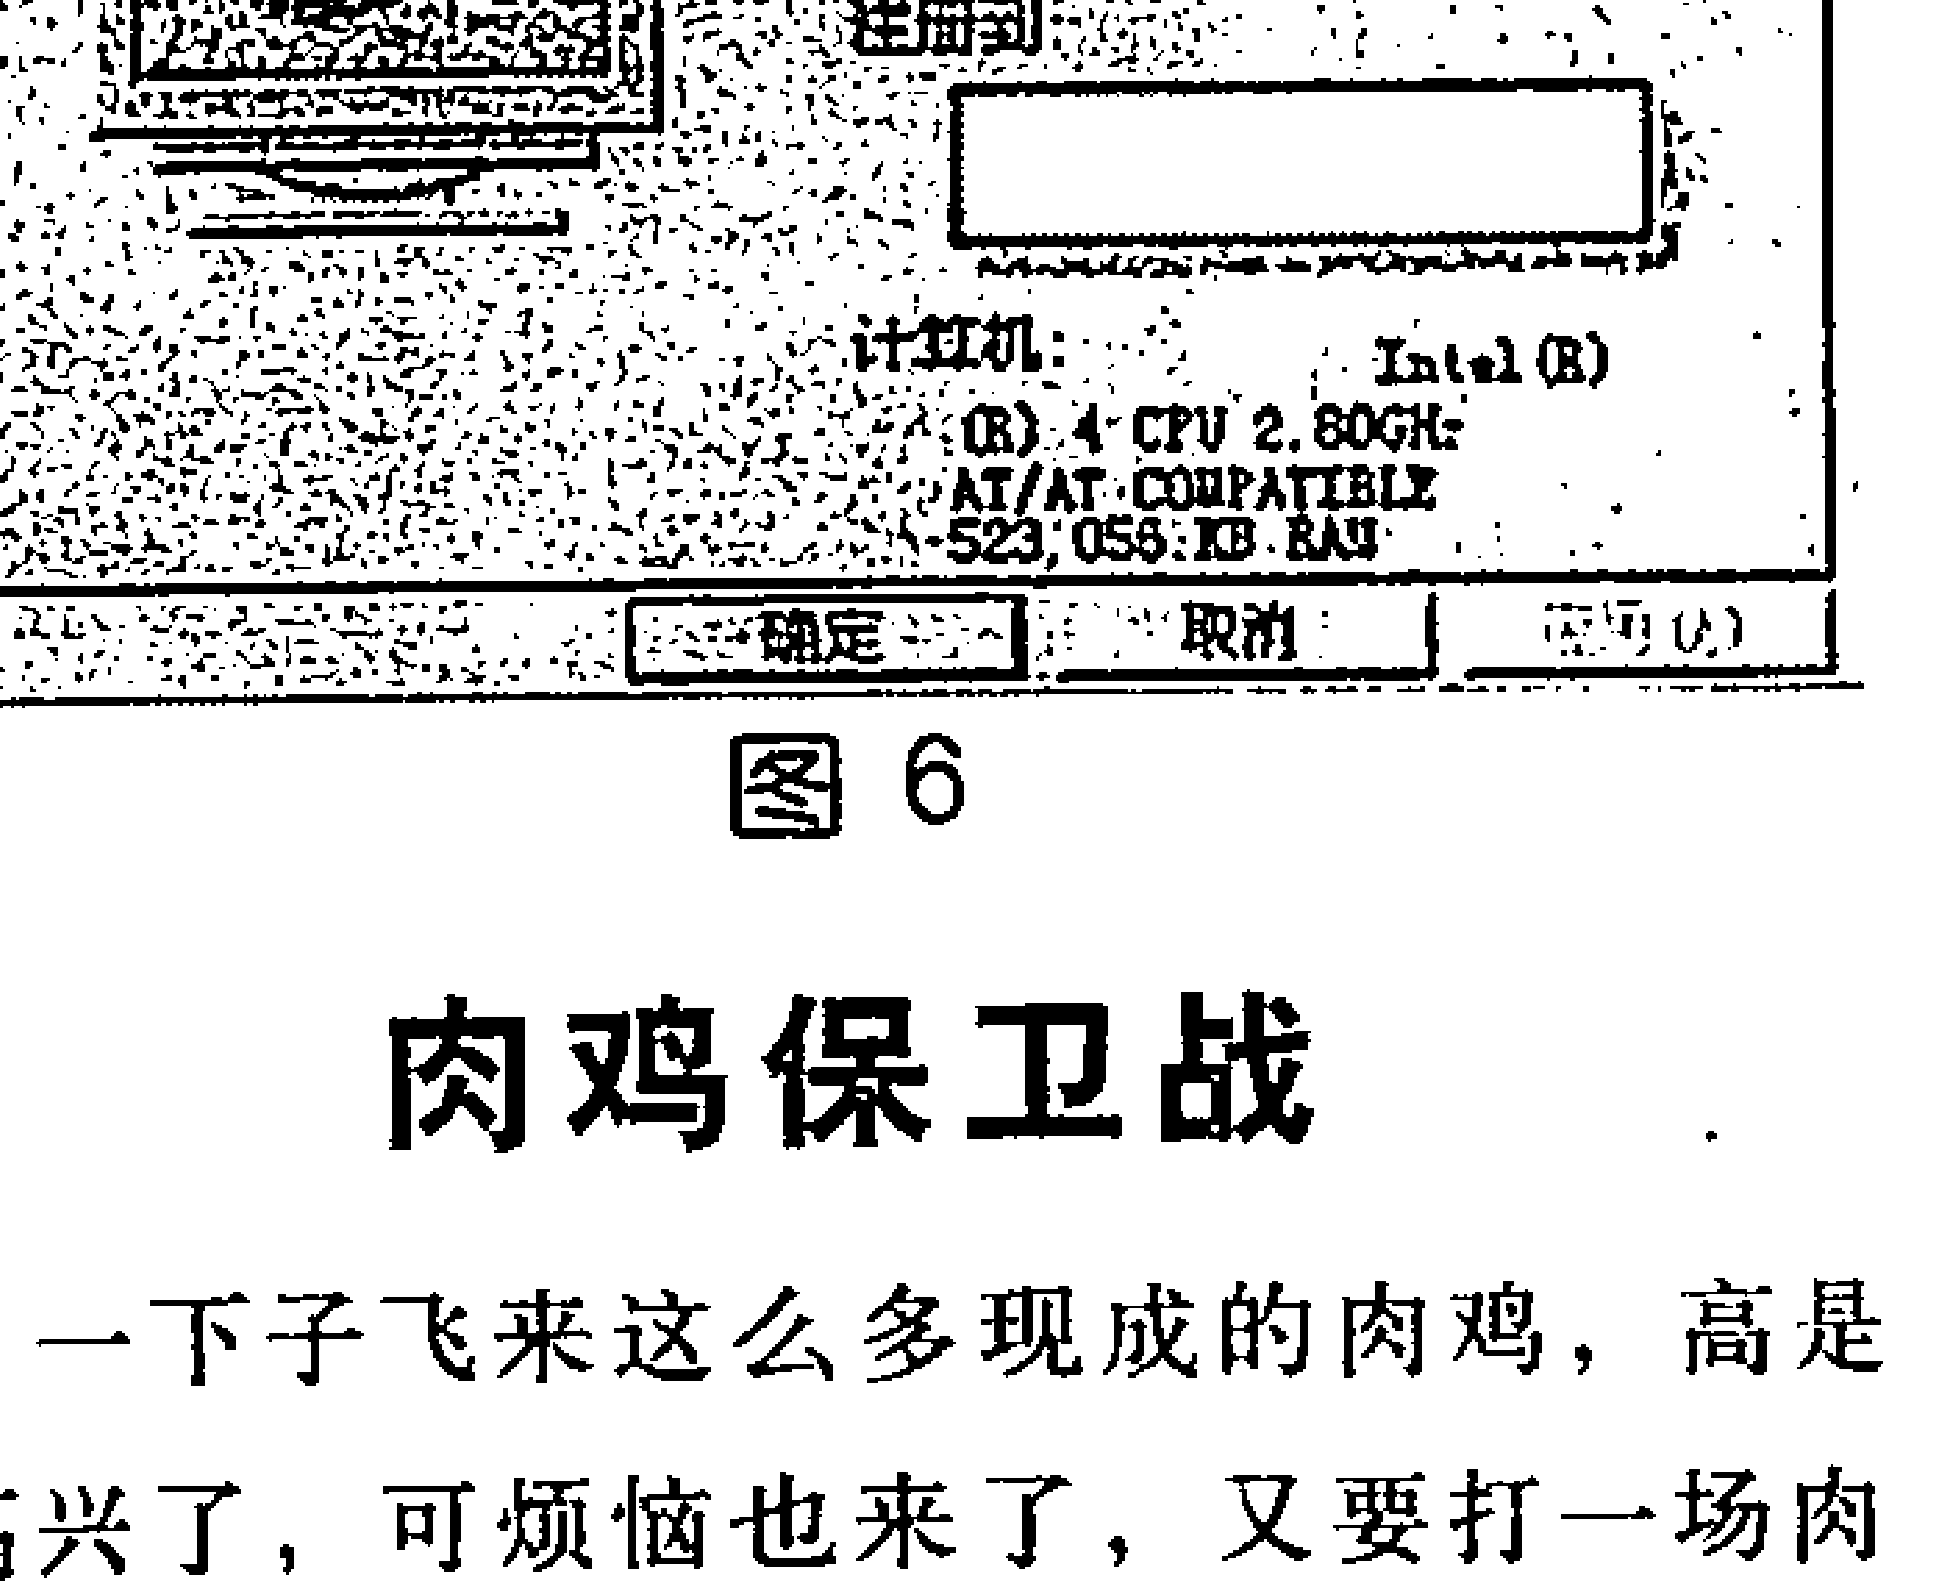 注册到
计算机：
Intel(R)
(R) 4 CPU 2.80GHz
AT/AT COMPATIBLE
523,056 KB RAM
确定 取消 应用(A)
图 6
肉鸡保卫战
一下子飞来这么多现成的肉鸡，高是
高兴了，可烦恼也来了，又要打一场肉